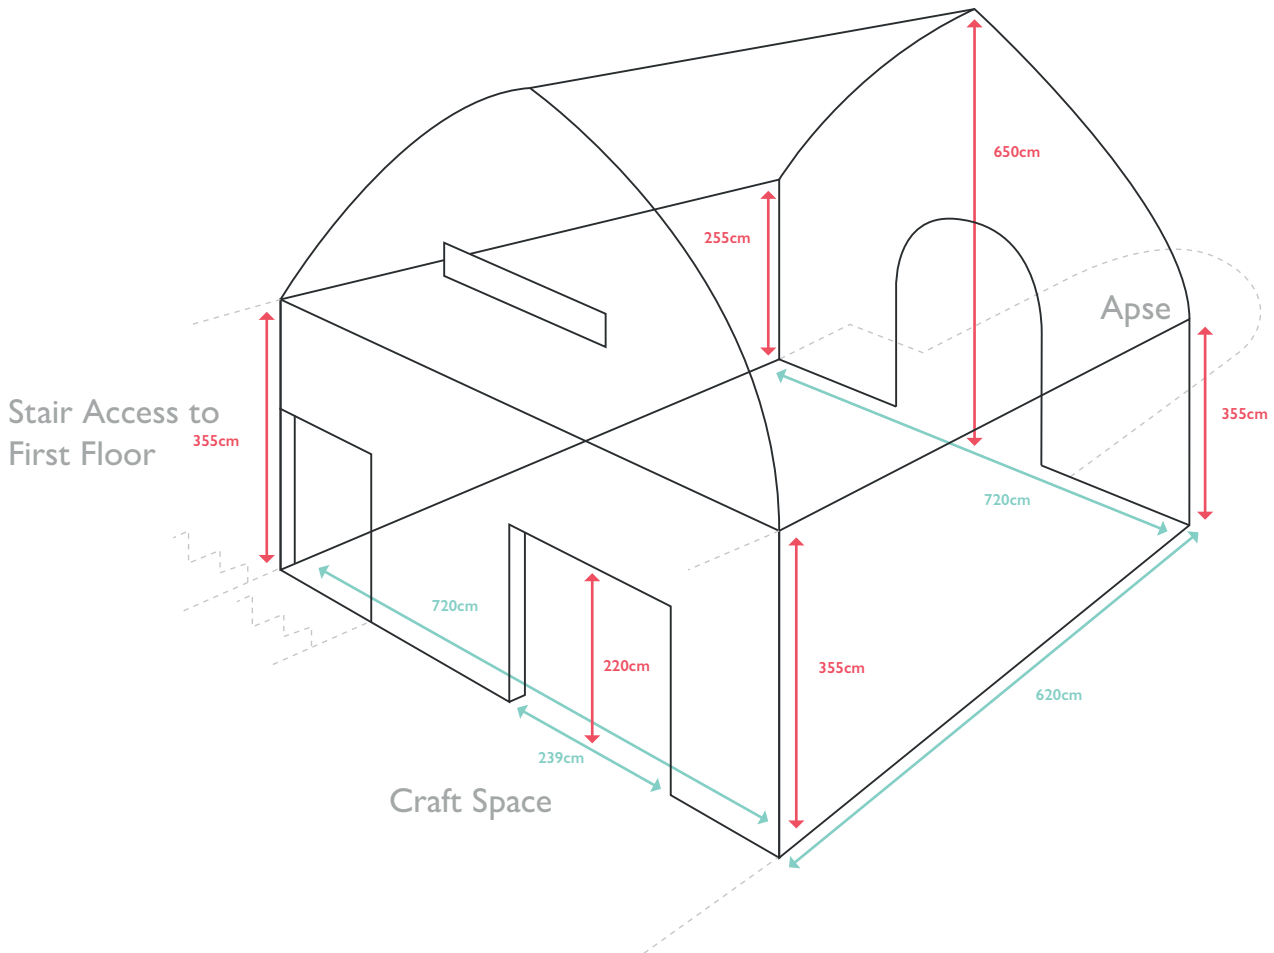 650cm
255cm
Apse
Stair Access to
First Floor
355cm
355cm
720cm
720cm
220cm
355cm
620cm
239cm
Craft Space